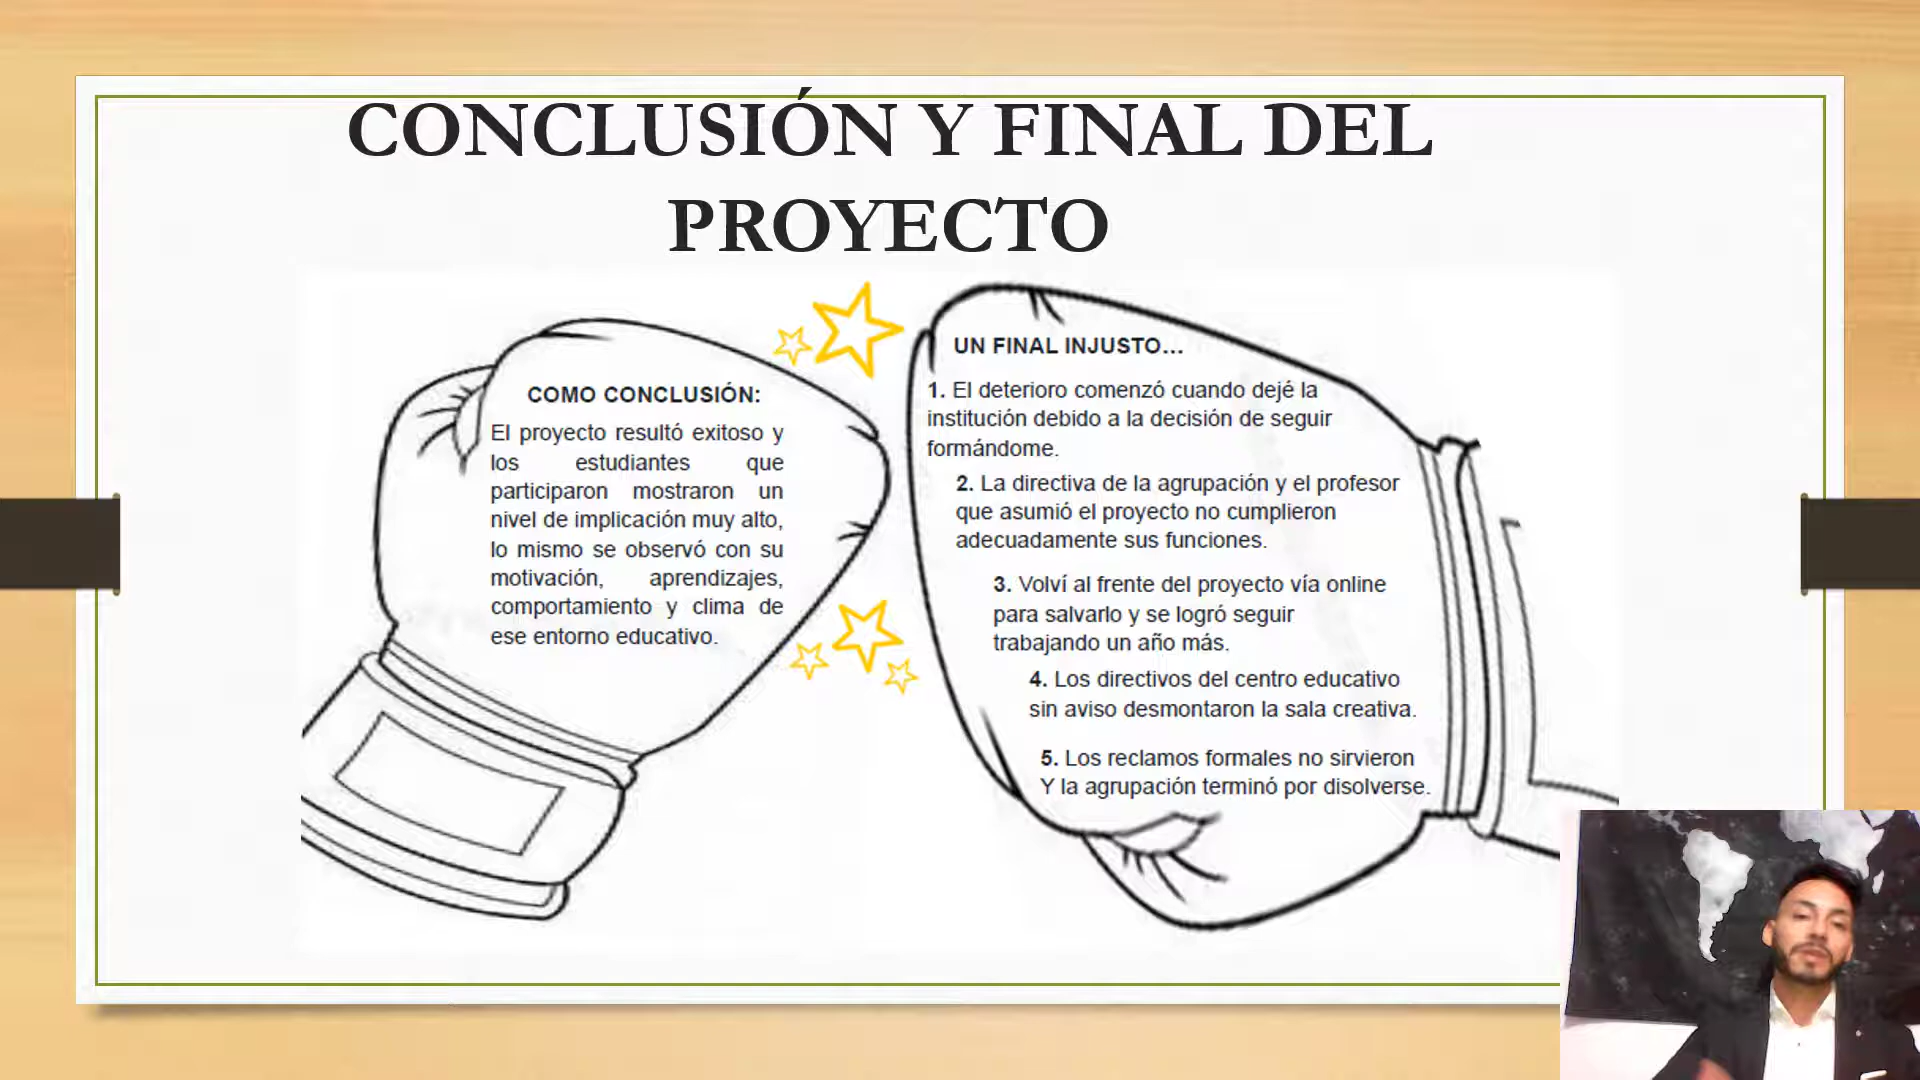 CONCLUSIÓN Y FINAL DEL
PROYECTO
COMO CONCLUSIÓN:
El proyecto resultó exitoso y
los estudiantes que
participaron mostraron un
nivel de implicación muy alto,
lo mismo se observó con su
motivación, aprendizajes,
comportamiento y clima de
ese entorno educativo.
UN FINAL INJUSTO...
1. El deterioro comenzó cuando dejé la
institución debido a la decisión de seguir
formándome.
2. La directiva de la agrupación y el profesor
que asumió el proyecto no cumplieron
adecuadamente sus funciones.
3. Volví al frente del proyecto vía online
para salvarlo y se logró seguir
trabajando un año más.
4. Los directivos del centro educativo
sin aviso desmontaron la sala creativa.
5. Los reclamos formales no sirvieron
Y la agrupación terminó por disolverse.